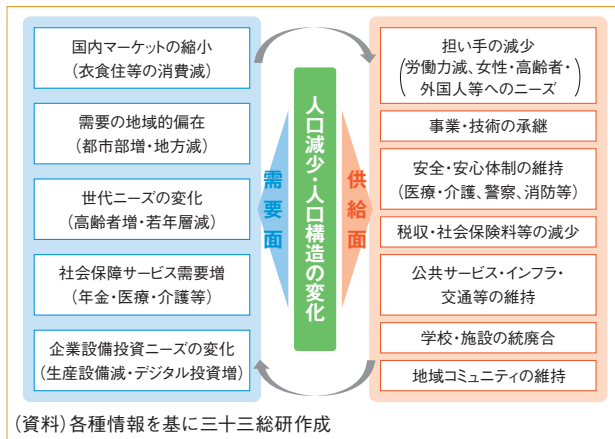 国内マーケットの縮小
(衣食住等の消費減)
需要の地域的偏在
(都市部増・地方減)
世代ニーズの変化
(高齢者増・若年層減)
社会保障サービス需要増
(年金・医療・介護等)
企業設備投資ニーズの変化
(生産設備減・デジタル投資増)
需要面
人口減少・人口構造の変化
供給面
担い手の減少
(労働力減、女性・高齢者・
外国人等へのニーズ)
事業・技術の承継
安全・安心体制の維持
(医療・介護、警察、消防等)
税収・社会保険料等の減少
公共サービス・インフラ・
交通等の維持
学校・施設の統廃合
地域コミュニティの維持
(資料)各種情報を基に三十三総研作成